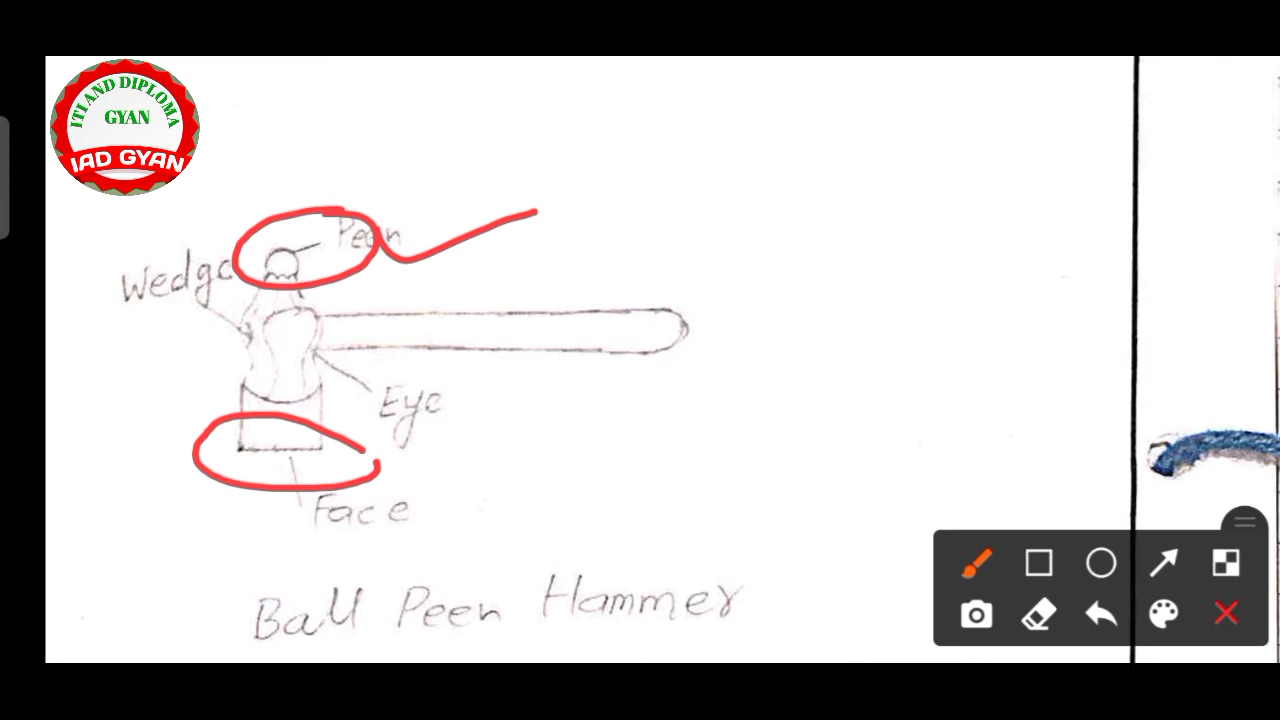 ITI AND DIPLOMA
GYAN
IAD GYAN
Peen
Wedge
Eye
Face
Ball Peen Hammer